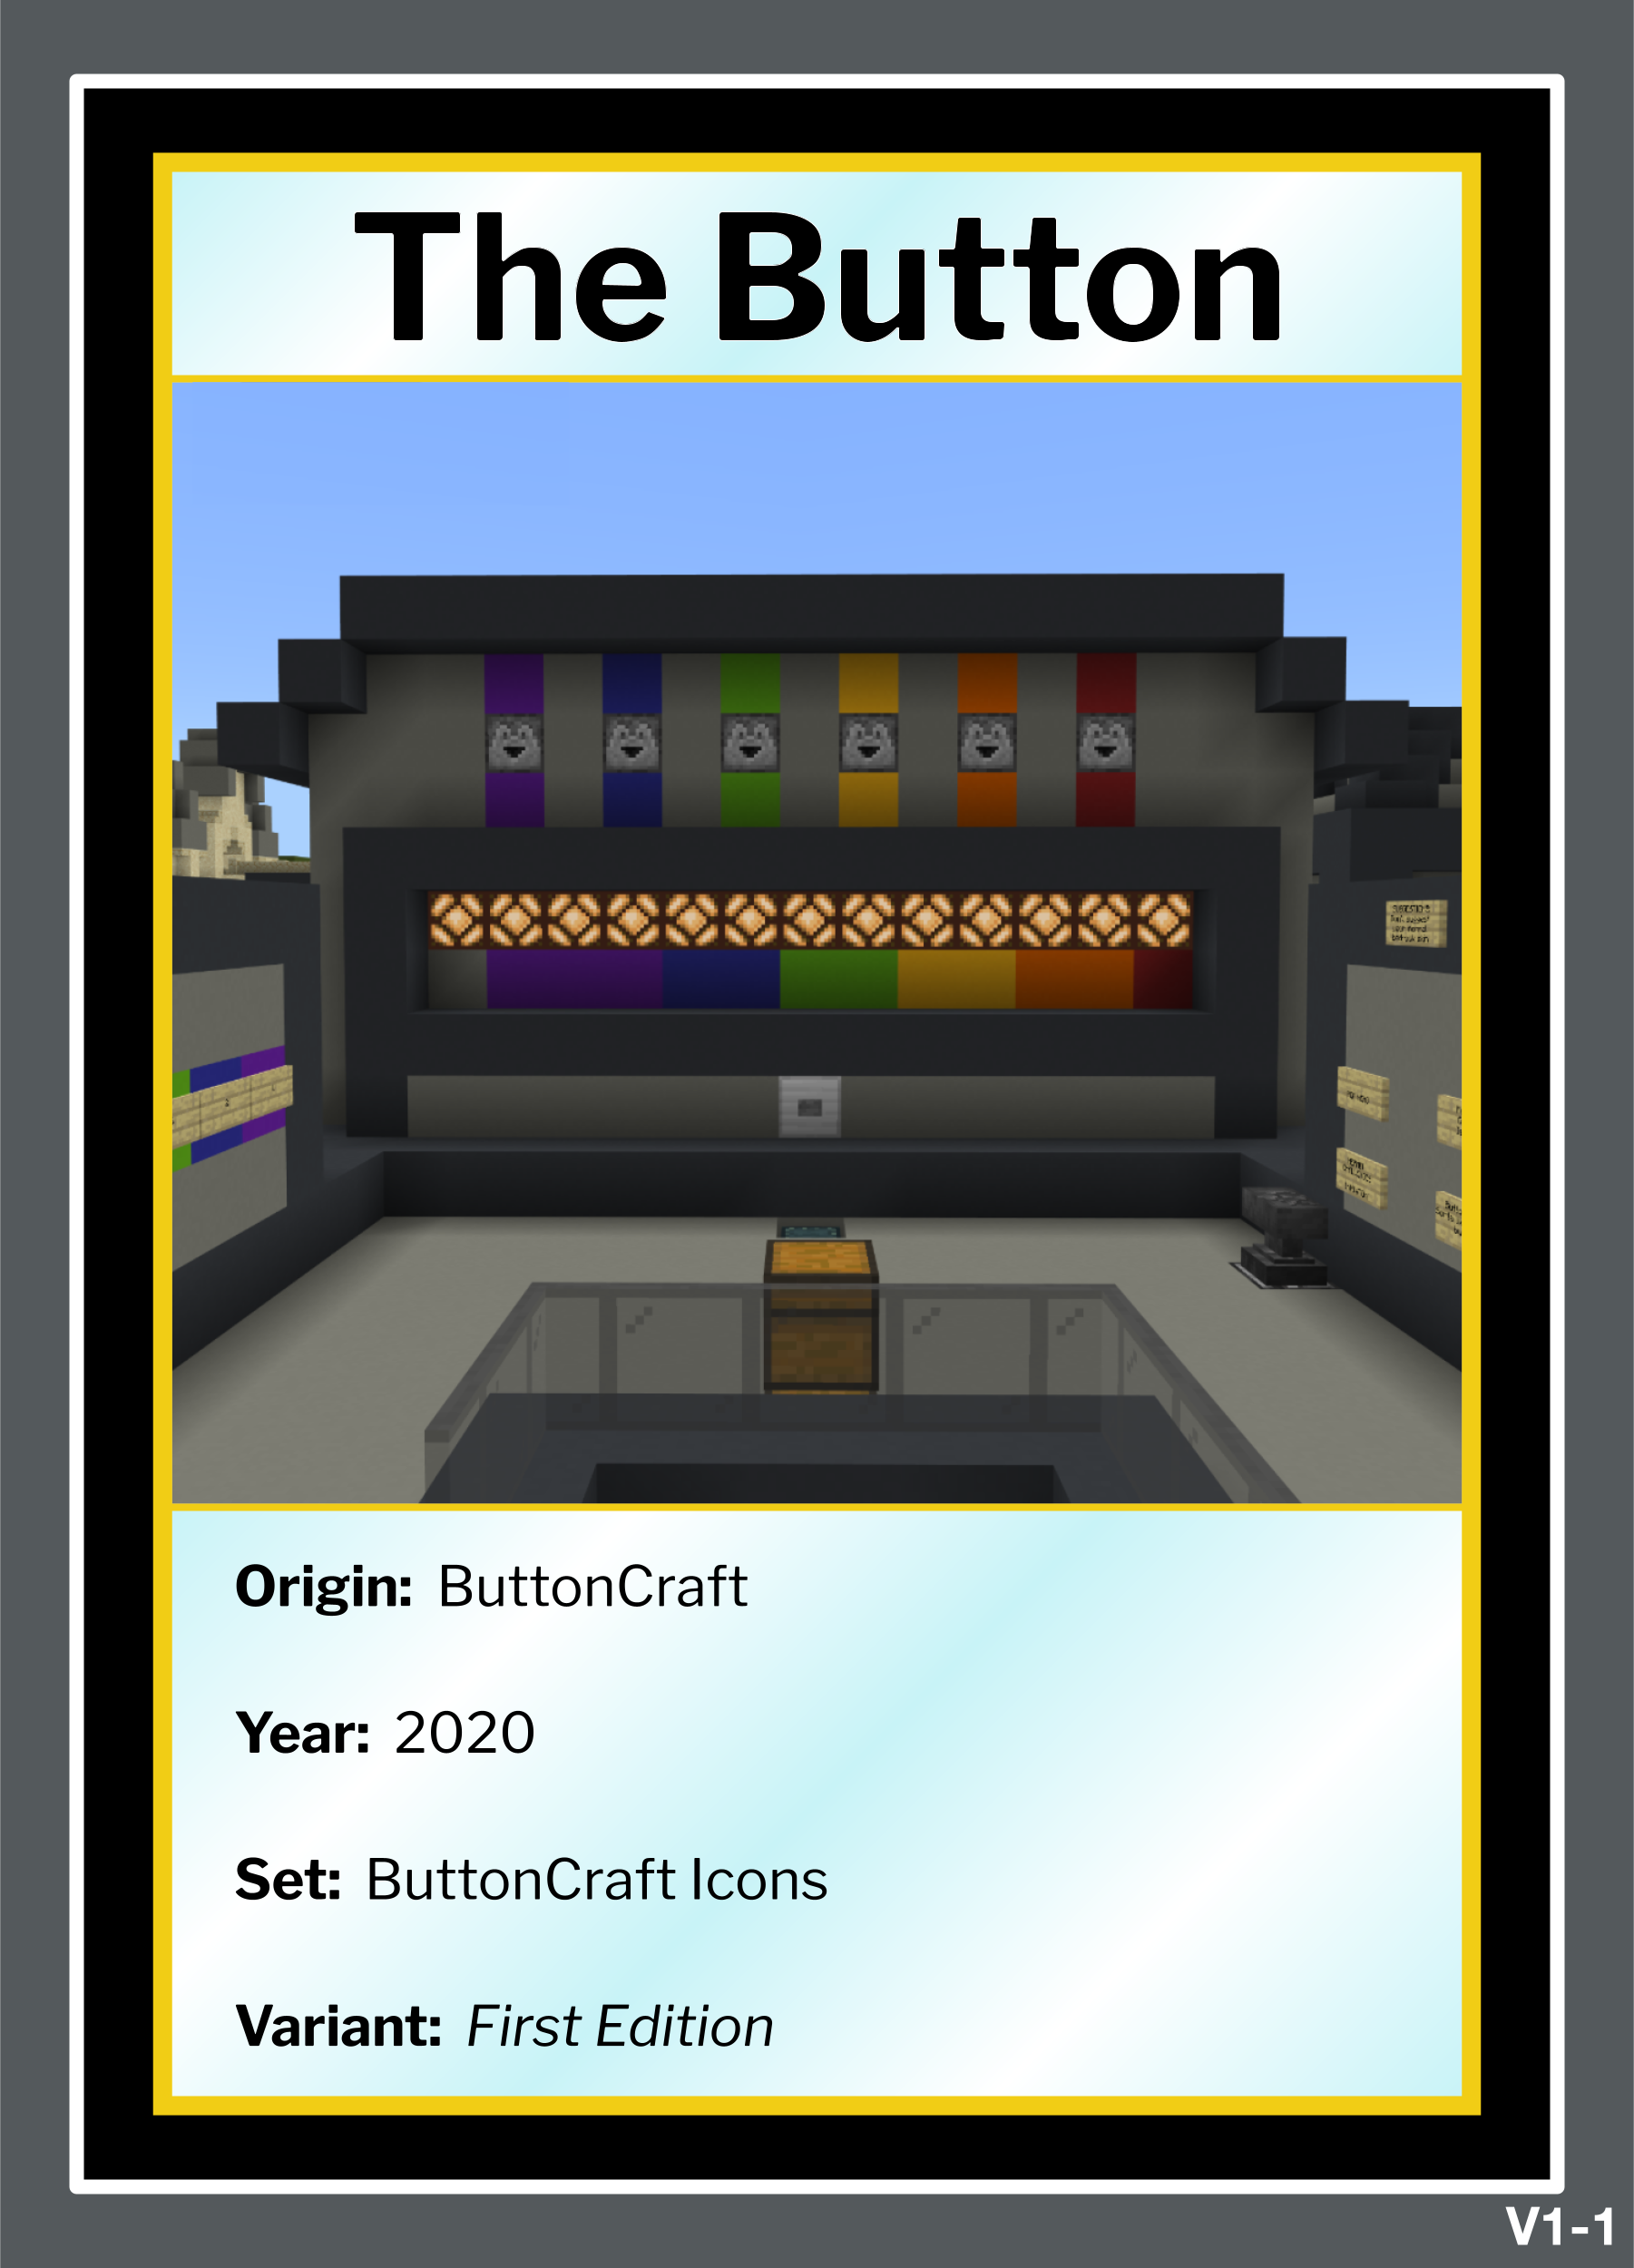 The Button
Origin: ButtonCraft
Year: 2020
Set: ButtonCraft Icons
Variant: First Edition
V1-1